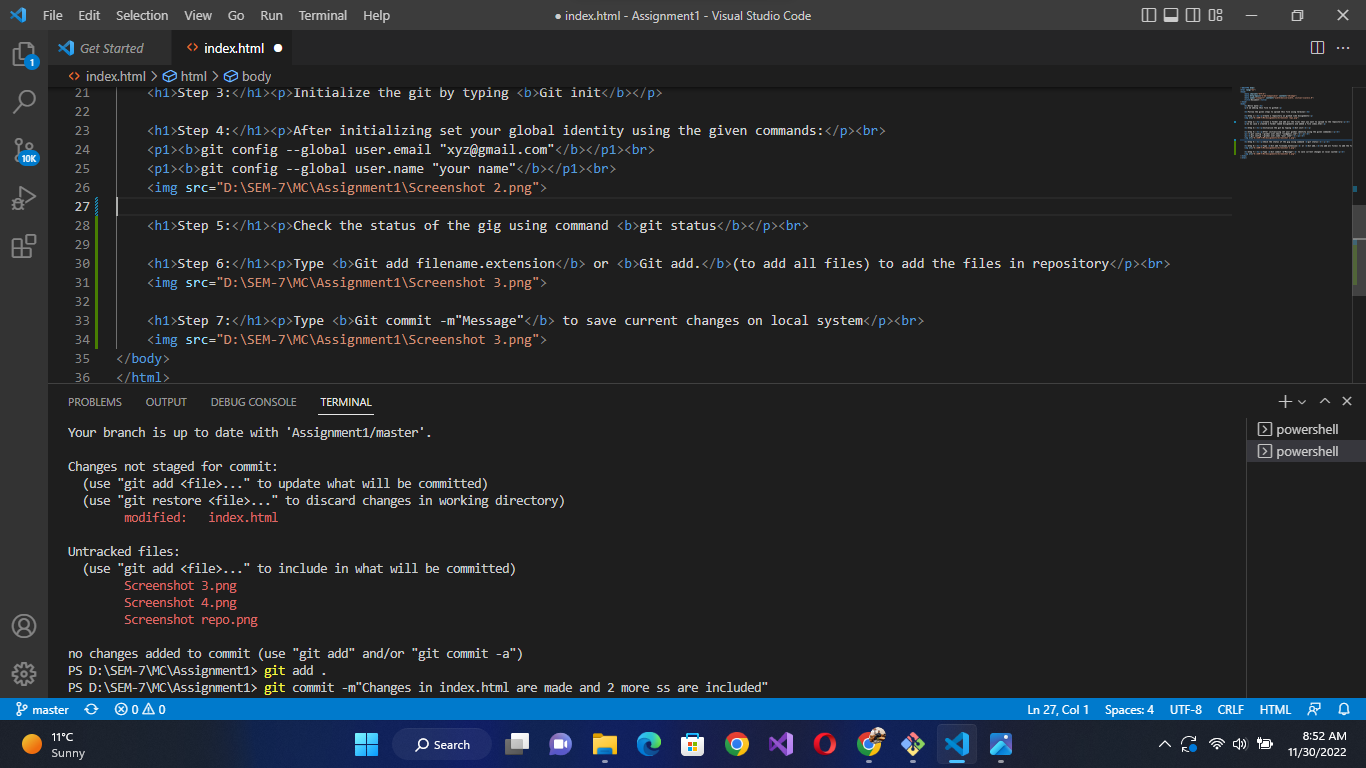 File Edit Selection View Go Run Terminal Help
● index.html - Assignment1 - Visual Studio Code
Get Started
<> index.html ●
<> index.html > html > body
1
10K
21 <h1>Step 3:</h1><p>Initialize the git by typing <b>Git init</b></p>
22
23 <h1>Step 4:</h1><p>After initializing set your global identity using the given commands:</p><br>
24 <p1><b>git config --global user.email "xyz@gmail.com"</b></p1><br>
25 <p1><b>git config --global user.name "your name"</b></p1><br>
26 <img src="D:\SEM-7\MC\Assignment1\Screenshot 2.png">
27
28 <h1>Step 5:</h1><p>Check the status of the gig using command <b>git status</b></p><br>
29
30 <h1>Step 6:</h1><p>Type <b>Git add filename.extension</b> or <b>Git add.</b>(to add all files) to add the files in repository</p><br>
31 <img src="D:\SEM-7\MC\Assignment1\Screenshot 3.png">
32
33 <h1>Step 7:</h1><p>Type <b>Git commit -m"Message"</b> to save current changes on local system</p><br>
34 <img src="D:\SEM-7\MC\Assignment1\Screenshot 3.png">
35 </body>
36 </html>
PROBLEMS OUTPUT DEBUG CONSOLE TERMINAL
powershell
powershell
Your branch is up to date with 'Assignment1/master'.
Changes not staged for commit:
(use "git add <file>..." to update what will be committed)
(use "git restore <file>..." to discard changes in working directory)
modified: index.html
Untracked files:
(use "git add <file>..." to include in what will be committed)
Screenshot 3.png
Screenshot 4.png
Screenshot repo.png
no changes added to commit (use "git add" and/or "git commit -a")
PS D:\SEM-7\MC\Assignment1> git add .
PS D:\SEM-7\MC\Assignment1> git commit -m"Changes in index.html are made and 2 more ss are included"
master 0 0
Ln 27, Col 1 Spaces: 4 UTF-8 CRLF HTML
11°C
Sunny
Search
8:52 AM
11/30/2022